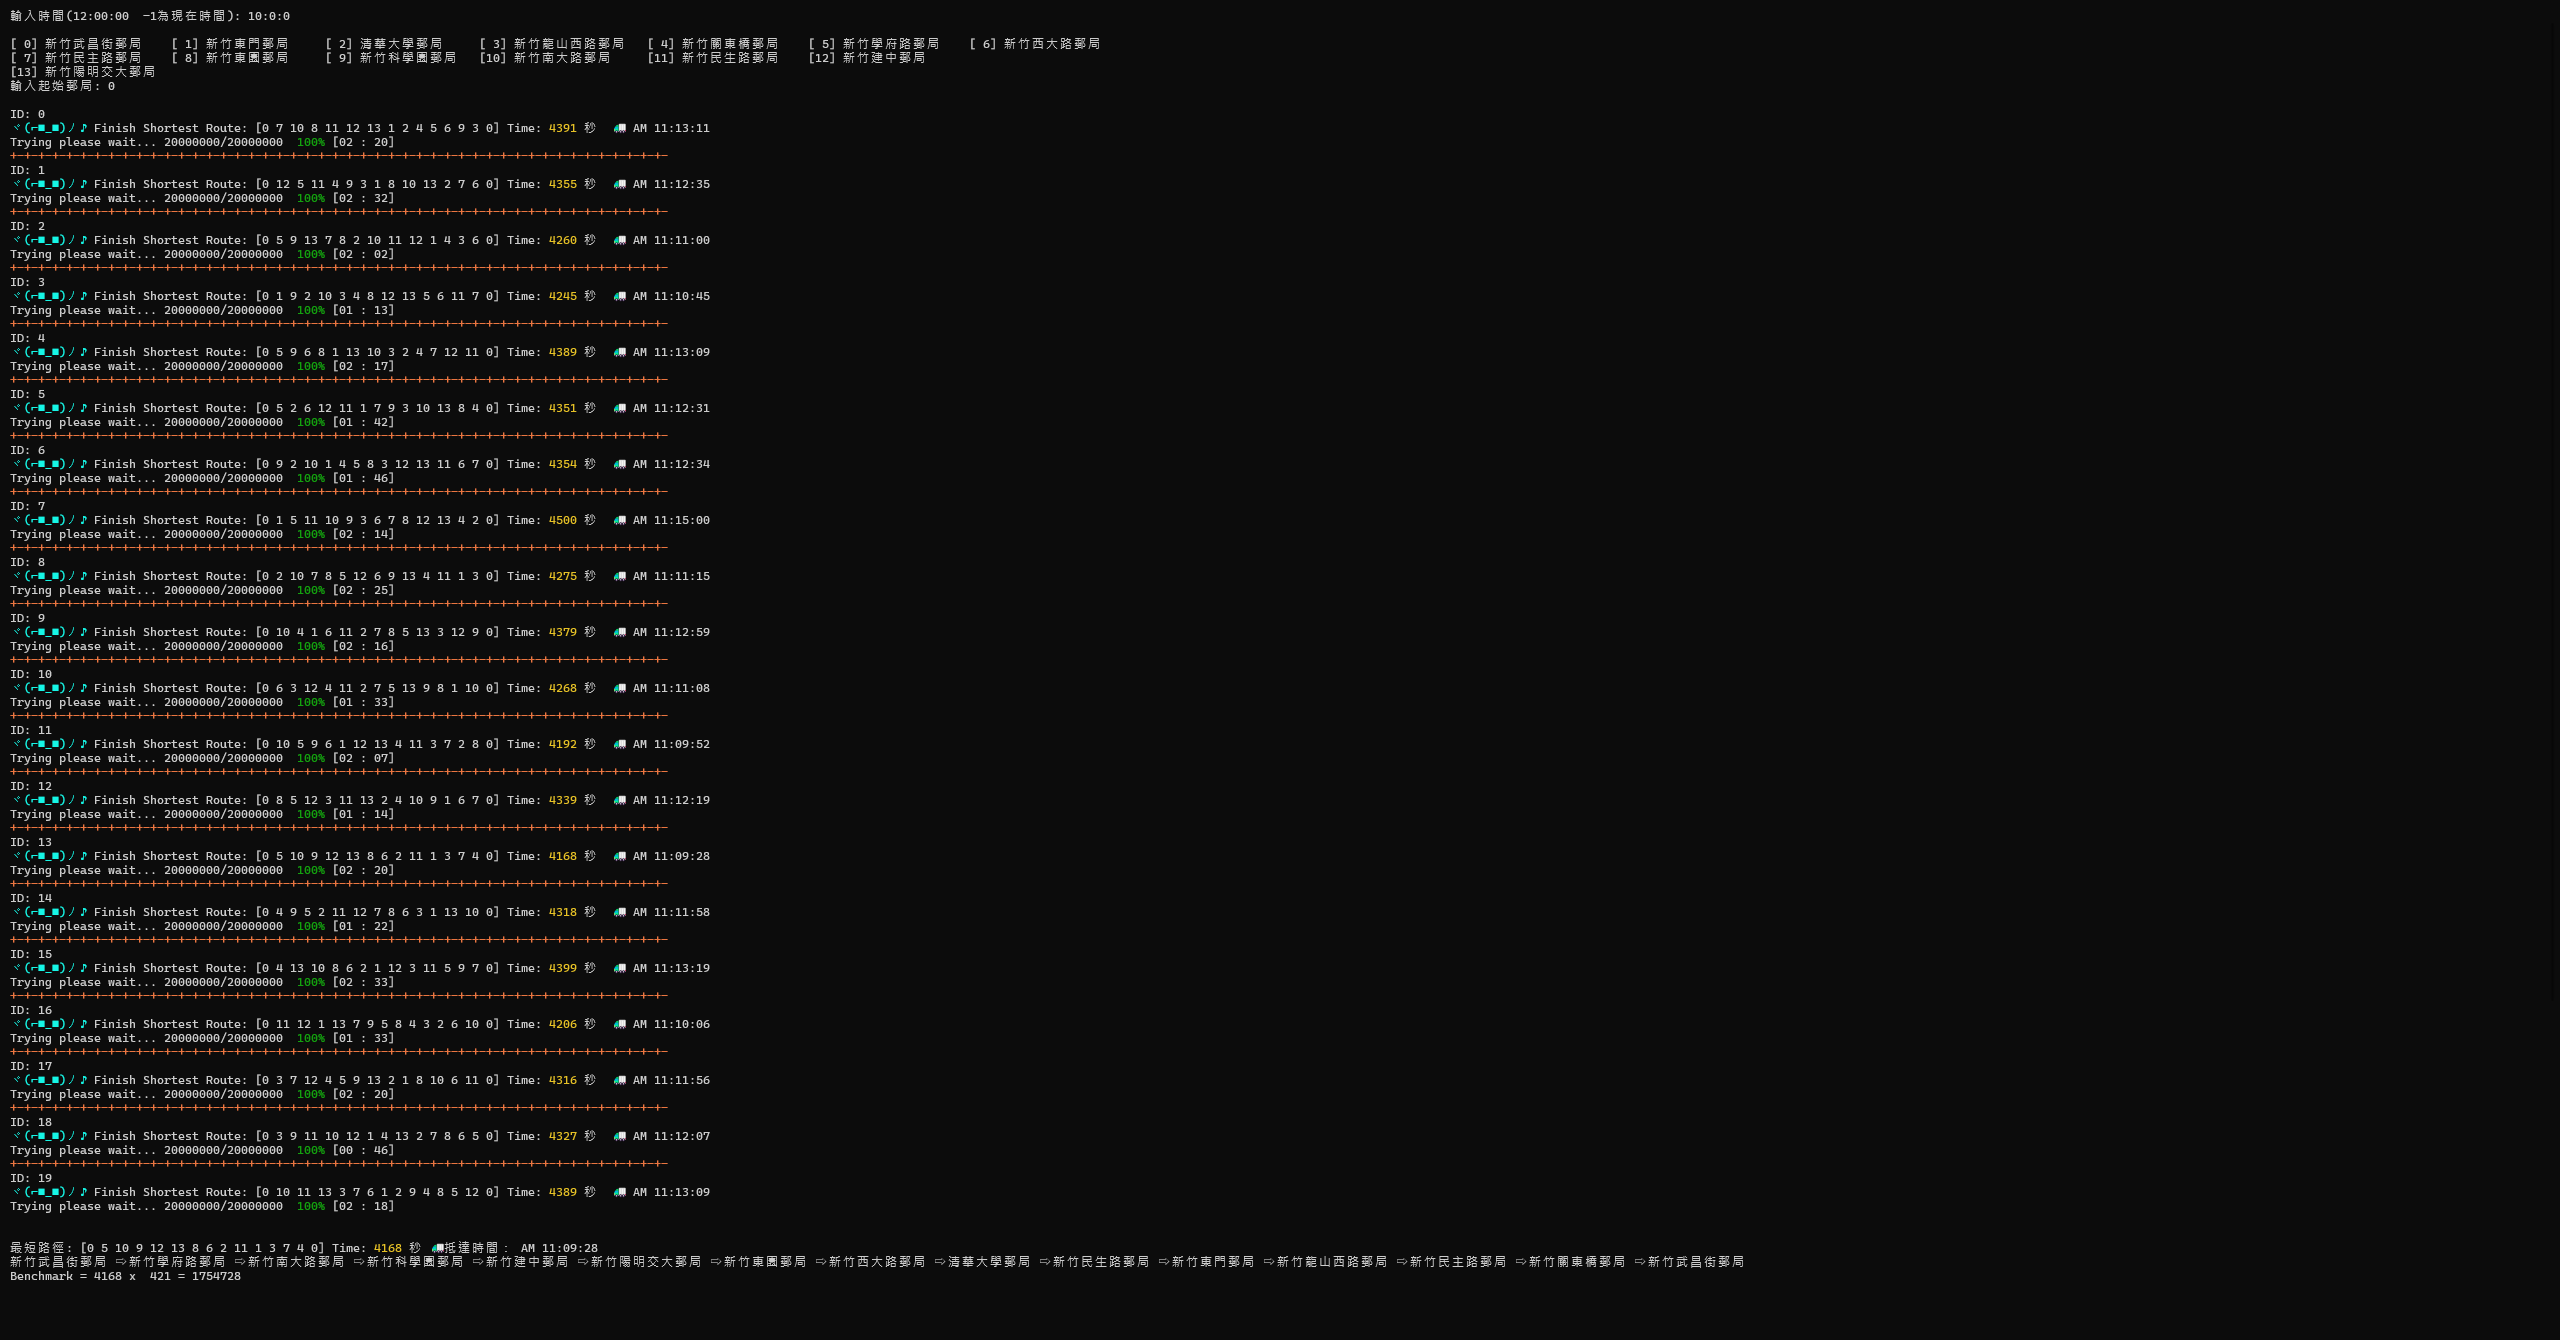 輸入時間(12:00:00  -1為現在時間): 10:0:0
[ 0] 新竹武昌街郵局    [ 1] 新竹東門郵局     [ 2] 清華大學郵局     [ 3] 新竹龍山西路郵局   [ 4] 新竹關東橋郵局    [ 5] 新竹學府路郵局    [ 6] 新竹西大路郵局
[ 7] 新竹民主路郵局    [ 8] 新竹東園郵局     [ 9] 新竹科學園郵局   [10] 新竹南大路郵局     [11] 新竹民生路郵局    [12] 新竹建中郵局
[13] 新竹陽明交大郵局
輸入起始郵局: 0
ID: 0
ヾ(⌐■_■)ノ♪ Finish Shortest Route: [0 7 10 8 11 12 13 1 2 4 5 6 9 3 0] Time: 4391 秒  🚚 AM 11:13:11
Trying please wait... 20000000/20000000  100% [02 : 20]
ID: 1
ヾ(⌐■_■)ノ♪ Finish Shortest Route: [0 12 5 11 4 9 3 1 8 10 13 2 7 6 0] Time: 4355 秒  🚚 AM 11:12:35
Trying please wait... 20000000/20000000  100% [02 : 32]
ID: 2
ヾ(⌐■_■)ノ♪ Finish Shortest Route: [0 5 9 13 7 8 2 10 11 12 1 4 3 6 0] Time: 4260 秒  🚚 AM 11:11:00
Trying please wait... 20000000/20000000  100% [02 : 02]
ID: 3
ヾ(⌐■_■)ノ♪ Finish Shortest Route: [0 1 9 2 10 3 4 8 12 13 5 6 11 7 0] Time: 4245 秒  🚚 AM 11:10:45
Trying please wait... 20000000/20000000  100% [01 : 13]
ID: 4
ヾ(⌐■_■)ノ♪ Finish Shortest Route: [0 5 9 6 8 1 13 10 3 2 4 7 12 11 0] Time: 4389 秒  🚚 AM 11:13:09
Trying please wait... 20000000/20000000  100% [02 : 17]
ID: 5
ヾ(⌐■_■)ノ♪ Finish Shortest Route: [0 5 2 6 12 11 1 7 9 3 10 13 8 4 0] Time: 4351 秒  🚚 AM 11:12:31
Trying please wait... 20000000/20000000  100% [01 : 42]
ID: 6
ヾ(⌐■_■)ノ♪ Finish Shortest Route: [0 9 2 10 1 4 5 8 3 12 13 11 6 7 0] Time: 4354 秒  🚚 AM 11:12:34
Trying please wait... 20000000/20000000  100% [01 : 46]
ID: 7
ヾ(⌐■_■)ノ♪ Finish Shortest Route: [0 1 5 11 10 9 3 6 7 8 12 13 4 2 0] Time: 4500 秒  🚚 AM 11:15:00
Trying please wait... 20000000/20000000  100% [02 : 14]
ID: 8
ヾ(⌐■_■)ノ♪ Finish Shortest Route: [0 2 10 7 8 5 12 6 9 13 4 11 1 3 0] Time: 4275 秒  🚚 AM 11:11:15
Trying please wait... 20000000/20000000  100% [02 : 25]
ID: 9
ヾ(⌐■_■)ノ♪ Finish Shortest Route: [0 10 4 1 6 11 2 7 8 5 13 3 12 9 0] Time: 4379 秒  🚚 AM 11:12:59
Trying please wait... 20000000/20000000  100% [02 : 16]
ID: 10
ヾ(⌐■_■)ノ♪ Finish Shortest Route: [0 6 3 12 4 11 2 7 5 13 9 8 1 10 0] Time: 4268 秒  🚚 AM 11:11:08
Trying please wait... 20000000/20000000  100% [01 : 33]
ID: 11
ヾ(⌐■_■)ノ♪ Finish Shortest Route: [0 10 5 9 6 1 12 13 4 11 3 7 2 8 0] Time: 4192 秒  🚚 AM 11:09:52
Trying please wait... 20000000/20000000  100% [02 : 07]
ID: 12
ヾ(⌐■_■)ノ♪ Finish Shortest Route: [0 8 5 12 3 11 13 2 4 10 9 1 6 7 0] Time: 4339 秒  🚚 AM 11:12:19
Trying please wait... 20000000/20000000  100% [01 : 14]
ID: 13
ヾ(⌐■_■)ノ♪ Finish Shortest Route: [0 5 10 9 12 13 8 6 2 11 1 3 7 4 0] Time: 4168 秒  🚚 AM 11:09:28
Trying please wait... 20000000/20000000  100% [02 : 20]
ID: 14
ヾ(⌐■_■)ノ♪ Finish Shortest Route: [0 4 9 5 2 11 12 7 8 6 3 1 13 10 0] Time: 4318 秒  🚚 AM 11:11:58
Trying please wait... 20000000/20000000  100% [01 : 22]
ID: 15
ヾ(⌐■_■)ノ♪ Finish Shortest Route: [0 4 13 10 8 6 2 1 12 3 11 5 9 7 0] Time: 4399 秒  🚚 AM 11:13:19
Trying please wait... 20000000/20000000  100% [02 : 33]
ID: 16
ヾ(⌐■_■)ノ♪ Finish Shortest Route: [0 11 12 1 13 7 9 5 8 4 3 2 6 10 0] Time: 4206 秒  🚚 AM 11:10:06
Trying please wait... 20000000/20000000  100% [01 : 33]
ID: 17
ヾ(⌐■_■)ノ♪ Finish Shortest Route: [0 3 7 12 4 5 9 13 2 1 8 10 6 11 0] Time: 4316 秒  🚚 AM 11:11:56
Trying please wait... 20000000/20000000  100% [02 : 20]
ID: 18
ヾ(⌐■_■)ノ♪ Finish Shortest Route: [0 3 9 11 10 12 1 4 13 2 7 8 6 5 0] Time: 4327 秒  🚚 AM 11:12:07
Trying please wait... 20000000/20000000  100% [00 : 46]
ID: 19
ヾ(⌐■_■)ノ♪ Finish Shortest Route: [0 10 11 13 3 7 6 1 2 9 4 8 5 12 0] Time: 4389 秒  🚚 AM 11:13:09
Trying please wait... 20000000/20000000  100% [02 : 18]
最短路徑: [0 5 10 9 12 13 8 6 2 11 1 3 7 4 0] Time: 4168 秒 🚚抵達時間： AM 11:09:28
新竹武昌街郵局 ⇨新竹學府路郵局 ⇨新竹南大路郵局 ⇨新竹科學園郵局 ⇨新竹建中郵局 ⇨新竹陽明交大郵局 ⇨新竹東園郵局 ⇨新竹西大路郵局 ⇨清華大學郵局 ⇨新竹民生路郵局 ⇨新竹東門郵局 ⇨新竹龍山西路郵局 ⇨新竹民主路郵局 ⇨新竹關東橋郵局 ⇨新竹武昌街郵局
Benchmark = 4168 x  421 = 1754728